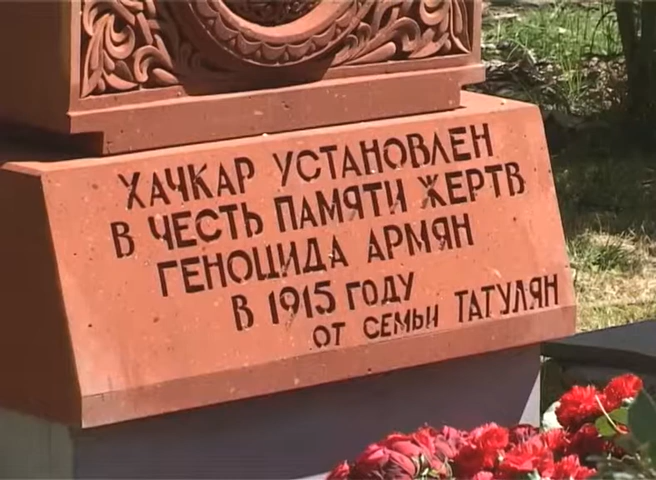 ХАЧКАР УСТАНОВЛЕН
В ЧЕСТЬ ПАМЯТИ ЖЕРТВ
ГЕНОЦИДА АРМЯН
В 1915 ГОДУ
ОТ СЕМЬИ ТАТУЛЯН